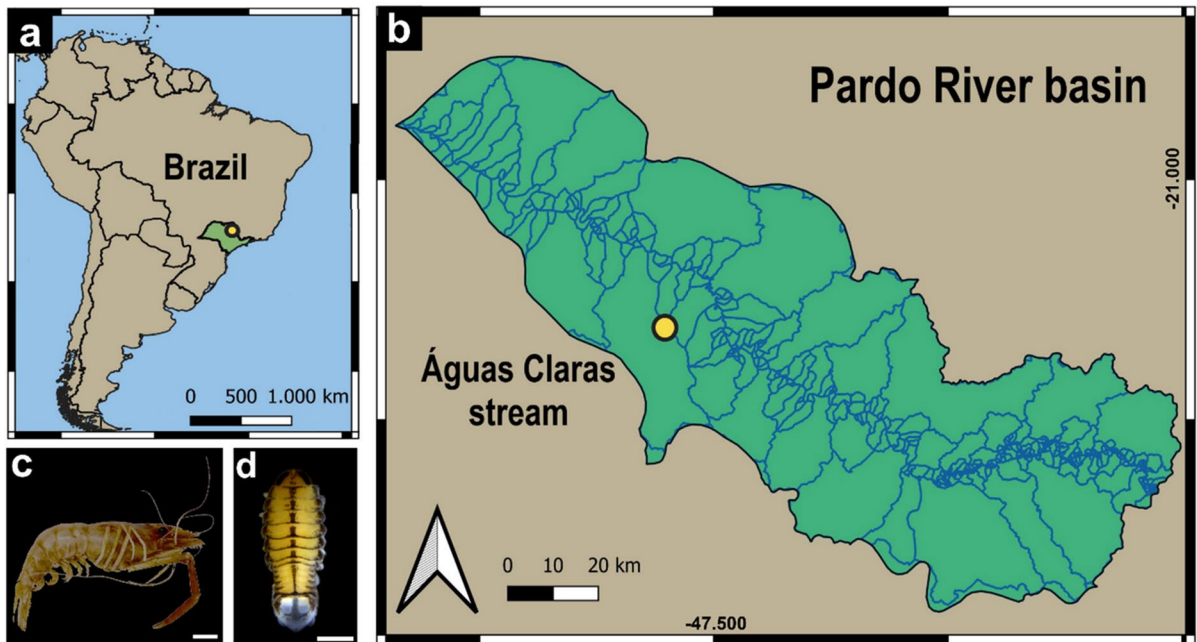 a
Brazil
0 500 1.000 km
b
Pardo River basin
-21.000
Águas Claras
stream
0 10 20 km
-47.500
c
d